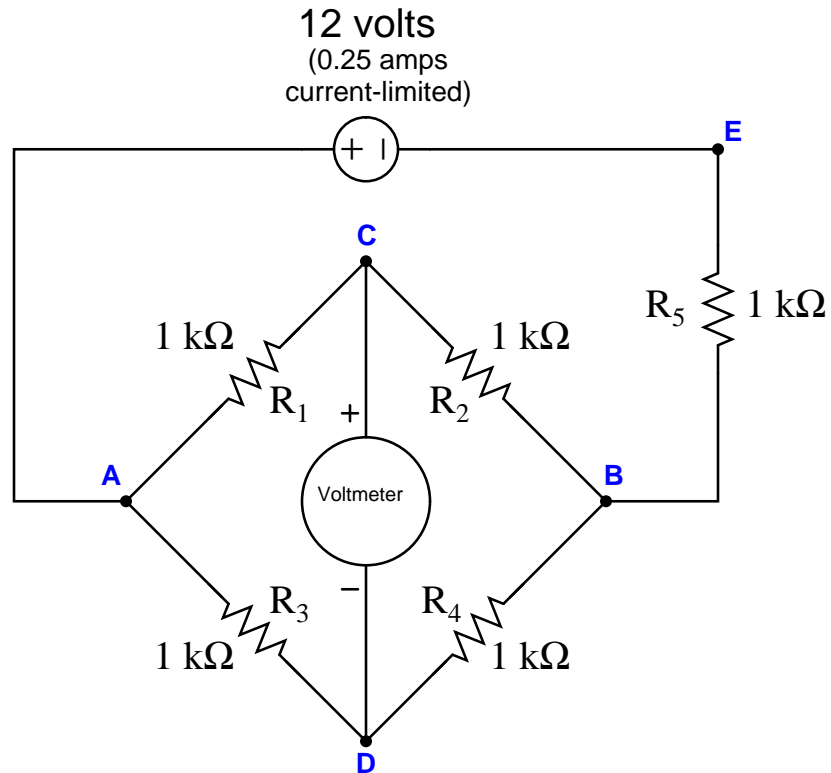 12 volts
(0.25 amps
current-limited)
+ −
E
C
R5 1 kΩ
1 kΩ
1 kΩ
R1
R2
+
A
Voltmeter
B
−
R3
R4
1 kΩ
1 kΩ
D